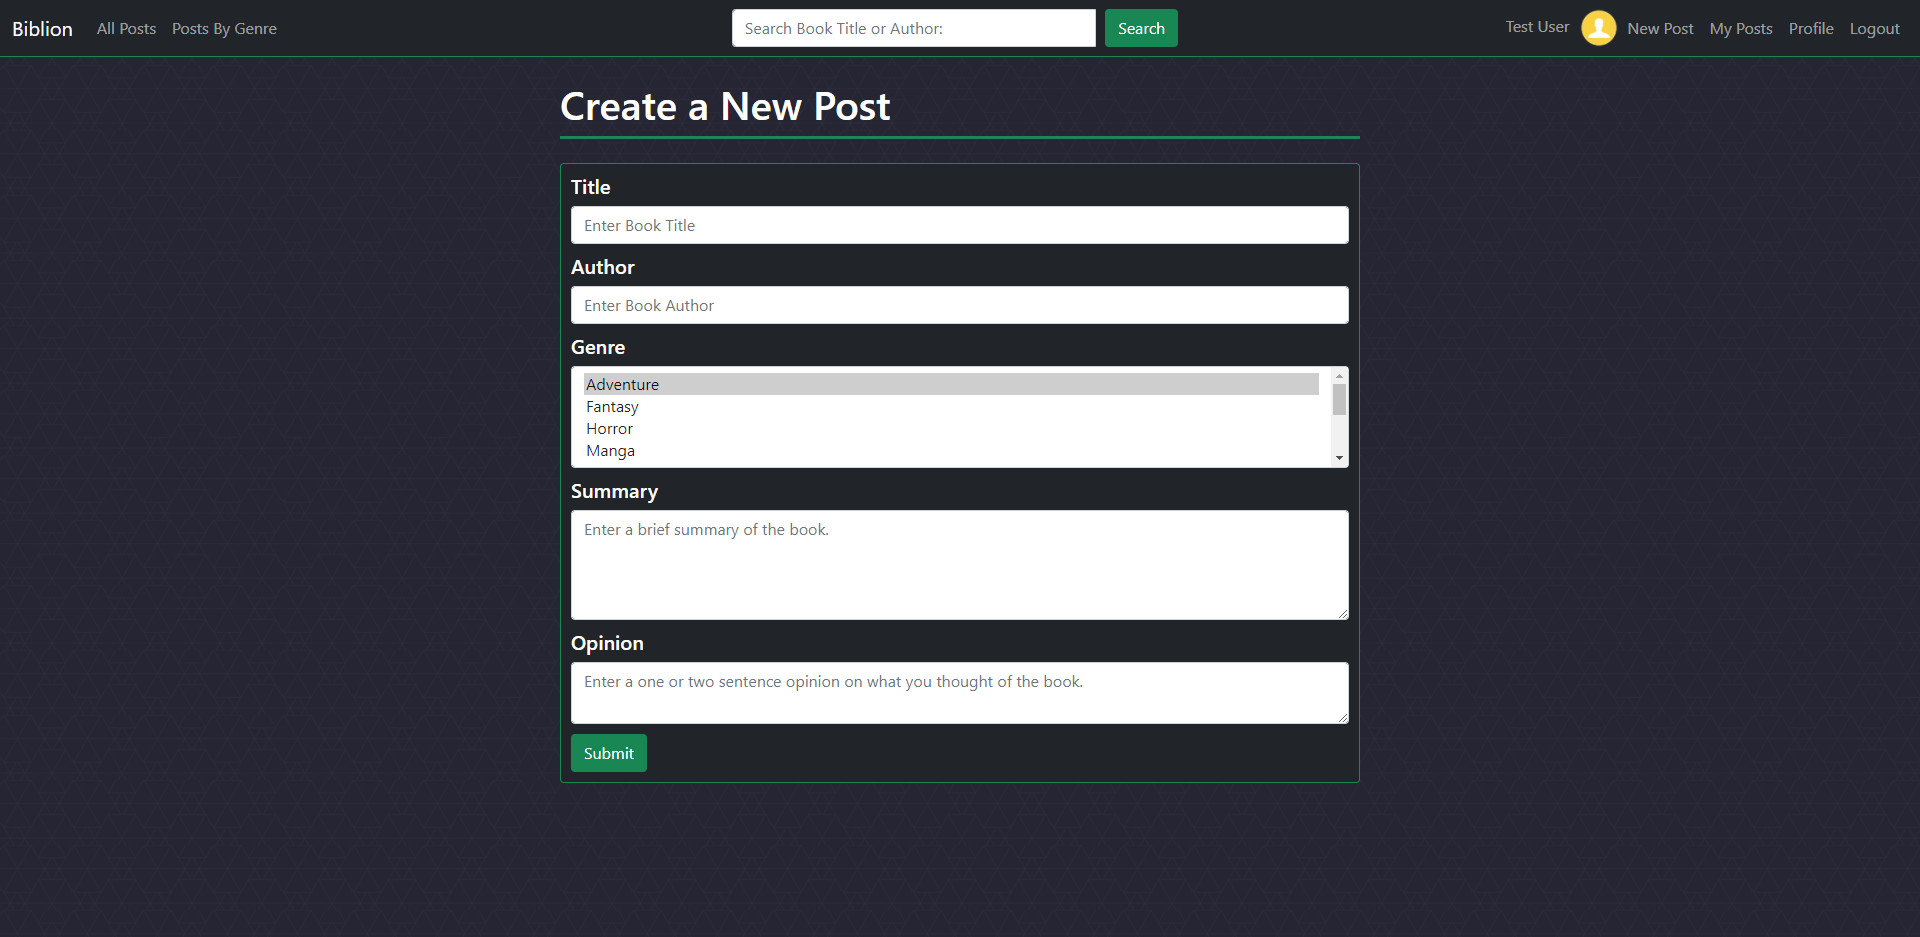 Biblion All Posts Posts By Genre Search Book Title or Author: Search Test User New Post My Posts Profile Logout
Create a New Post
Title
Enter Book Title
Author
Enter Book Author
Genre
Adventure
Fantasy
Horror
Manga
Summary
Enter a brief summary of the book.
Opinion
Enter a one or two sentence opinion on what you thought of the book.
Submit